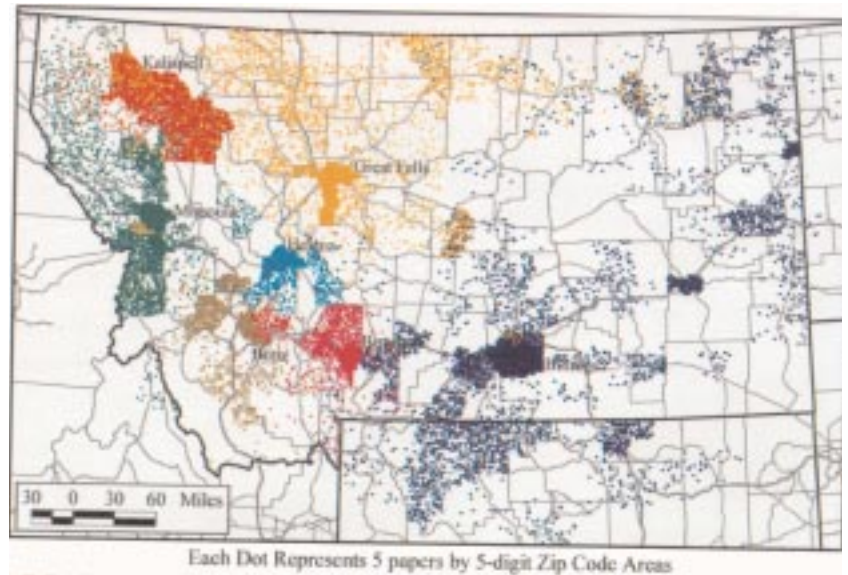 Kalispell
Great Falls
Missoula
Helena
Butte
30 0 30 60 Miles
Each Dot Represents 5 papers by 5-digit Zip Code Areas